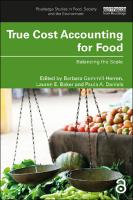 Routledge Studies in Food, Society
and the Environment
True Cost Accounting
for Food
Balancing the Scale
Edited by Barbara Gemmill-Herren,
Lauren E. Baker and Paula A. Daniels